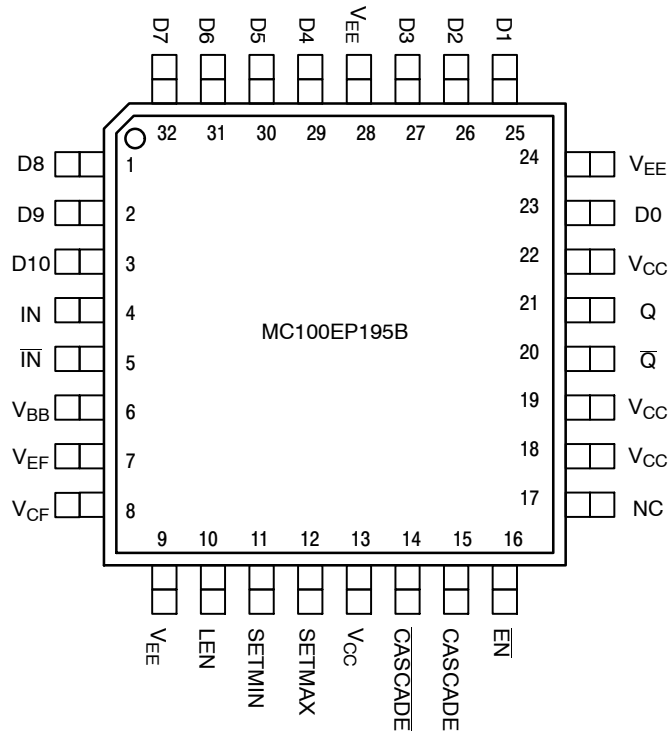 D7 D6 D5 D4 VEE D3 D2 D1
32 31 30 29 28 27 26 25
D8 1 24 VEE
D9 2 23 D0
D10 3 22 VCC
IN 4 21 Q
MC100EP195B
I̅N̅ 5 20 Q̅
VBB 6 19 VCC
VEF 7 18 VCC
VCF 8 17 NC
9 10 11 12 13 14 15 16
VEE LEN SETMIN SETMAX VCC C̅A̅S̅C̅A̅D̅E̅ CASCADE E̅N̅